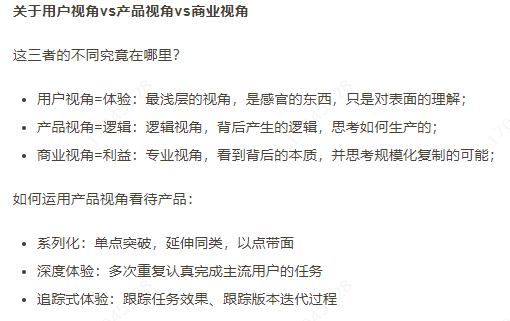 关于用户视角vs产品视角vs商业视角
这三者的不同究竟在哪里?
• 用户视角=体验：最浅层的视角，是感官的东西，只是对表面的理解；
• 产品视角=逻辑：逻辑视角，背后产生的逻辑，思考如何生产的；
• 商业视角=利益：专业视角，看到背后的本质，并思考规模化复制的可能；
如何运用产品视角看待产品：
• 系列化：单点突破，延伸同类，以点带面
• 深度体验：多次重复认真完成主流用户的任务
• 追踪式体验：跟踪任务效果、跟踪版本迭代过程